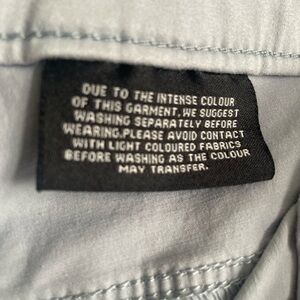 DUE TO THE INTENSE COLOUR
OF THIS GARMENT, WE SUGGEST
WASHING SEPARATELY BEFORE
WEARING.PLEASE AVOID CONTACT
WITH LIGHT COLOURED FABRICS
BEFORE WASHING AS THE COLOUR
MAY TRANSFER.